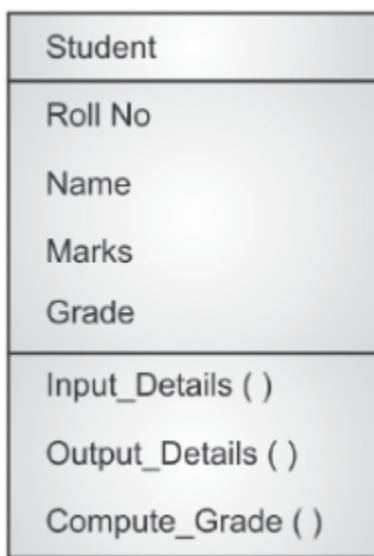 Student
Roll No
Name
Marks
Grade
Input_Details ( )
Output_Details ( )
Compute_Grade ( )